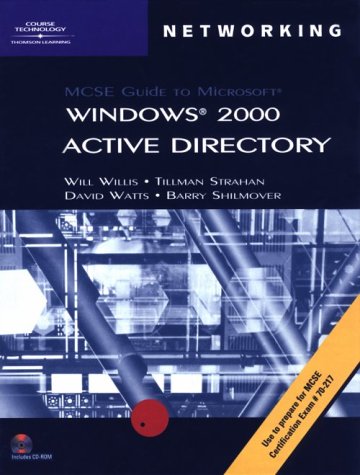 COURSE
TECHNOLOGY
THOMSON LEARNING
NETWORKING
MCSE GUIDE TO MICROSOFT®
WINDOWS® 2000
ACTIVE DIRECTORY
WILL WILLIS • TILLMAN STRAHAN
DAVID WATTS • BARRY SHILMOVER
Use to prepare for MCSE
Certification Exam # 70-217
Includes CD-ROM